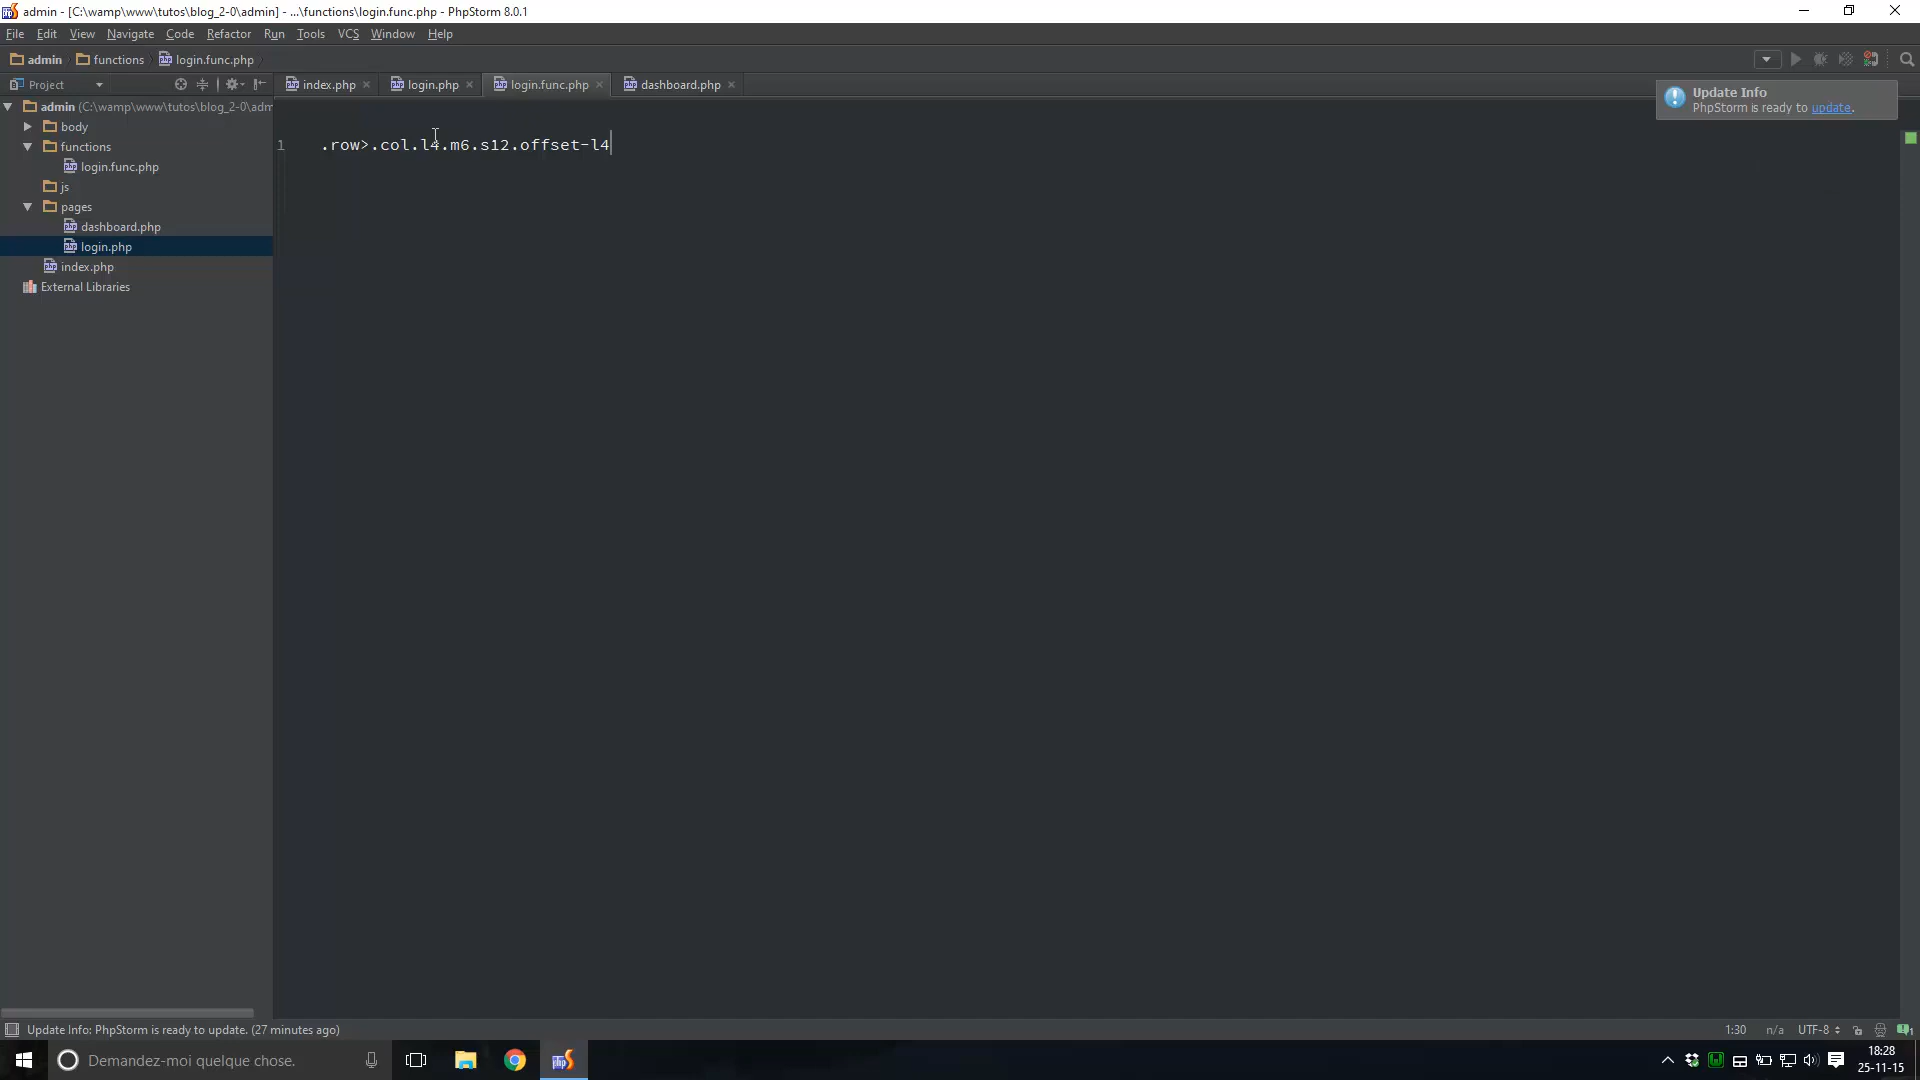 admin - [C:\wamp\www\tutos\blog_2-0\admin] - ...\functions\login.func.php - PhpStorm 8.0.1
File Edit View Navigate Code Refactor Run Tools VCS Window Help
admin functions login.func.php
Project index.php login.php login.func.php dashboard.php
Update Info
PhpStorm is ready to update.
admin (C:\wamp\www\tutos\blog_2-0\adm
body
functions
login.func.php
js
pages
dashboard.php
login.php
index.php
External Libraries
1 .row>.col.l4.m6.s12.offset-l4
Update Info: PhpStorm is ready to update. (27 minutes ago) 1:30 n/a UTF-8
Demandez-moi quelque chose.
18:28
25-11-15